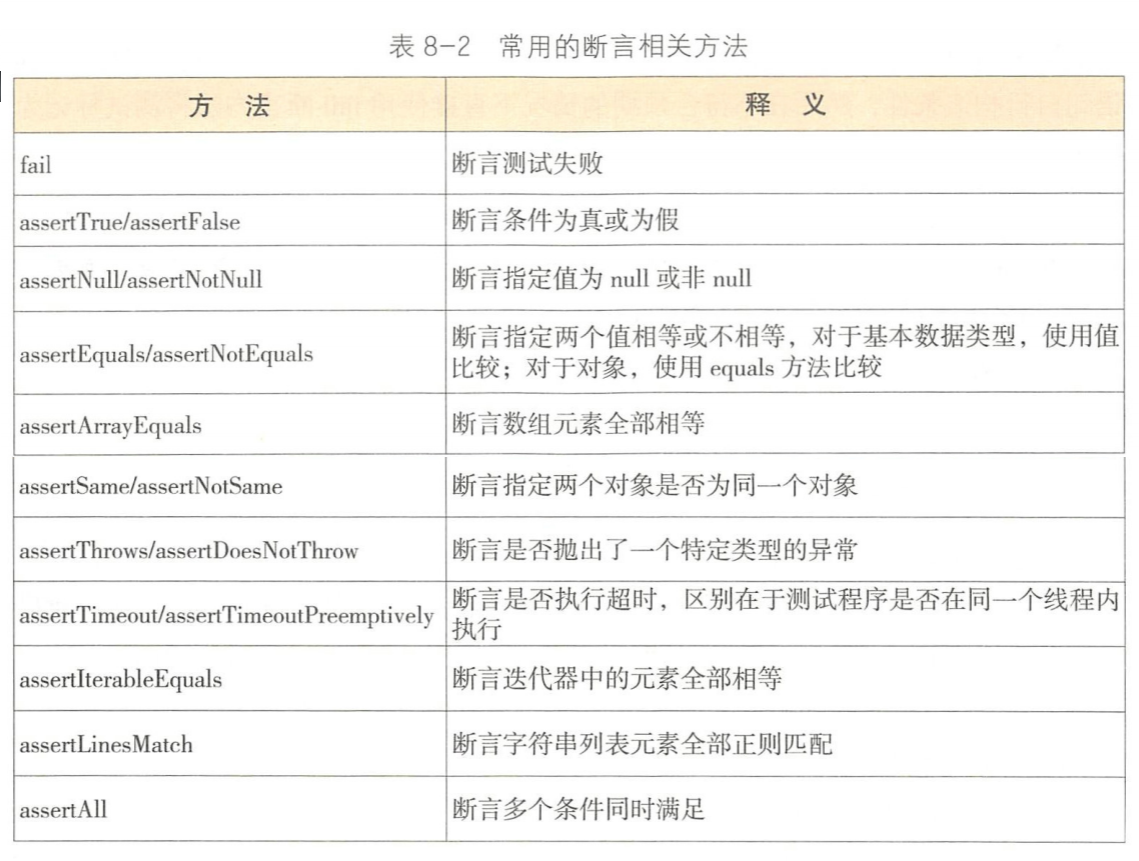 表 8-2 常用的断言相关方法
方 法 释 义
fail 断言测试失败
assertTrue/assertFalse 断言条件为真或为假
assertNull/assertNotNull 断言指定值为 null 或非 null
assertEquals/assertNotEquals 断言指定两个值相等或不相等，对于基本数据类型，使用值
比较；对于对象，使用 equals 方法比较
assertArrayEquals 断言数组元素全部相等
assertSame/assertNotSame 断言指定两个对象是否为同一个对象
assertThrows/assertDoesNotThrow 断言是否抛出了一个特定类型的异常
assertTimeout/assertTimeoutPreemptively 断言是否执行超时，区别在于测试程序是否在同一个线程内
执行
assertIterableEquals 断言迭代器中的元素全部相等
assertLinesMatch 断言字符串列表元素全部正则匹配
assertAll 断言多个条件同时满足